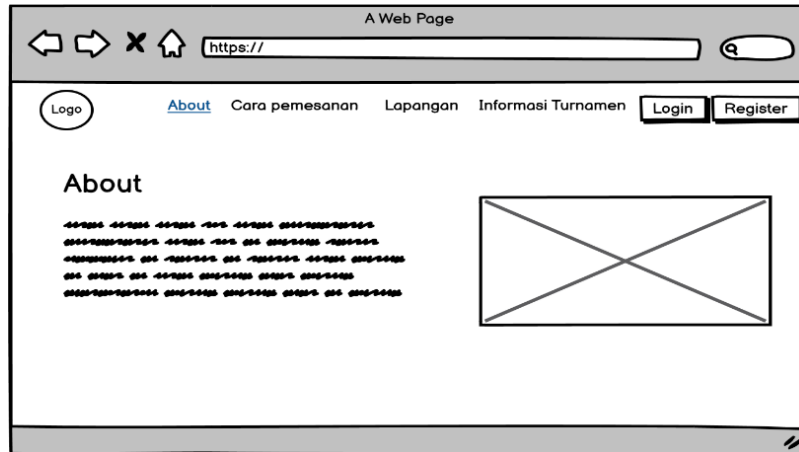 A Web Page
https://
Logo
About Cara pemesanan Lapangan Informasi Turnamen Login Register
About